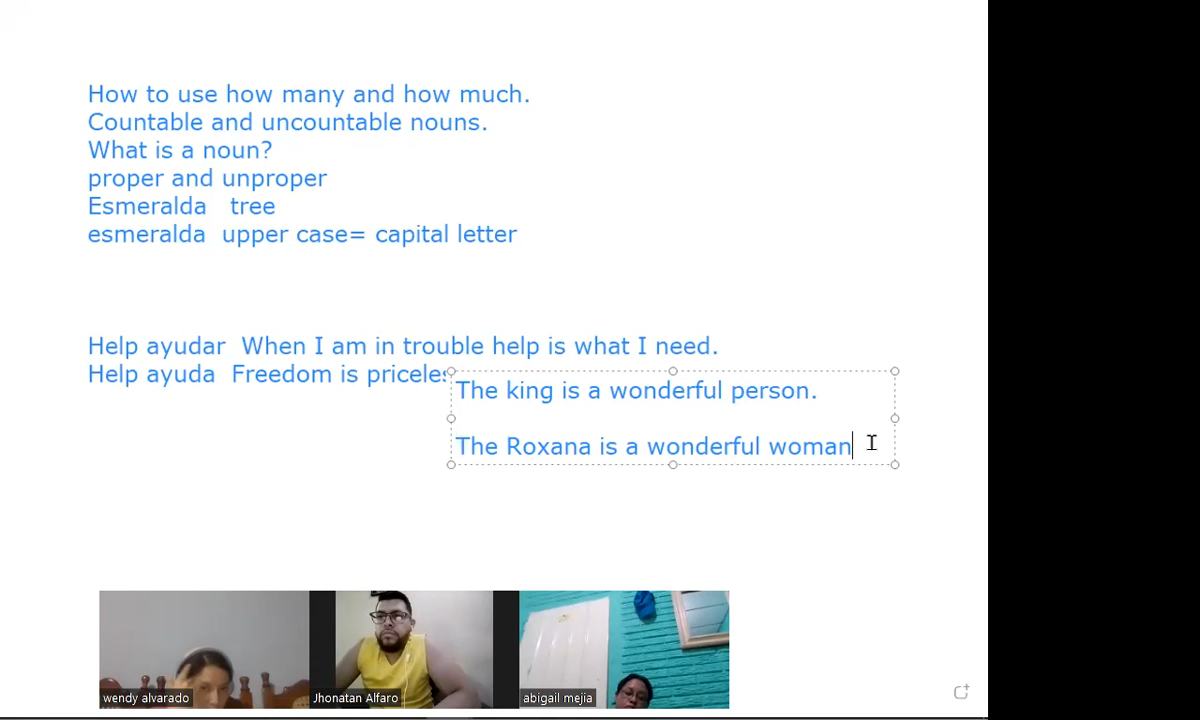 How to use how many and how much.
Countable and uncountable nouns.
What is a noun?
proper and unproper
Esmeralda tree
esmeralda upper case= capital letter
Help ayudar When I am in trouble help is what I need.
Help ayuda Freedom is priceles
The king is a wonderful person.
The Roxana is a wonderful woman
wendy alvarado
Jhonatan Alfaro
abigail mejia